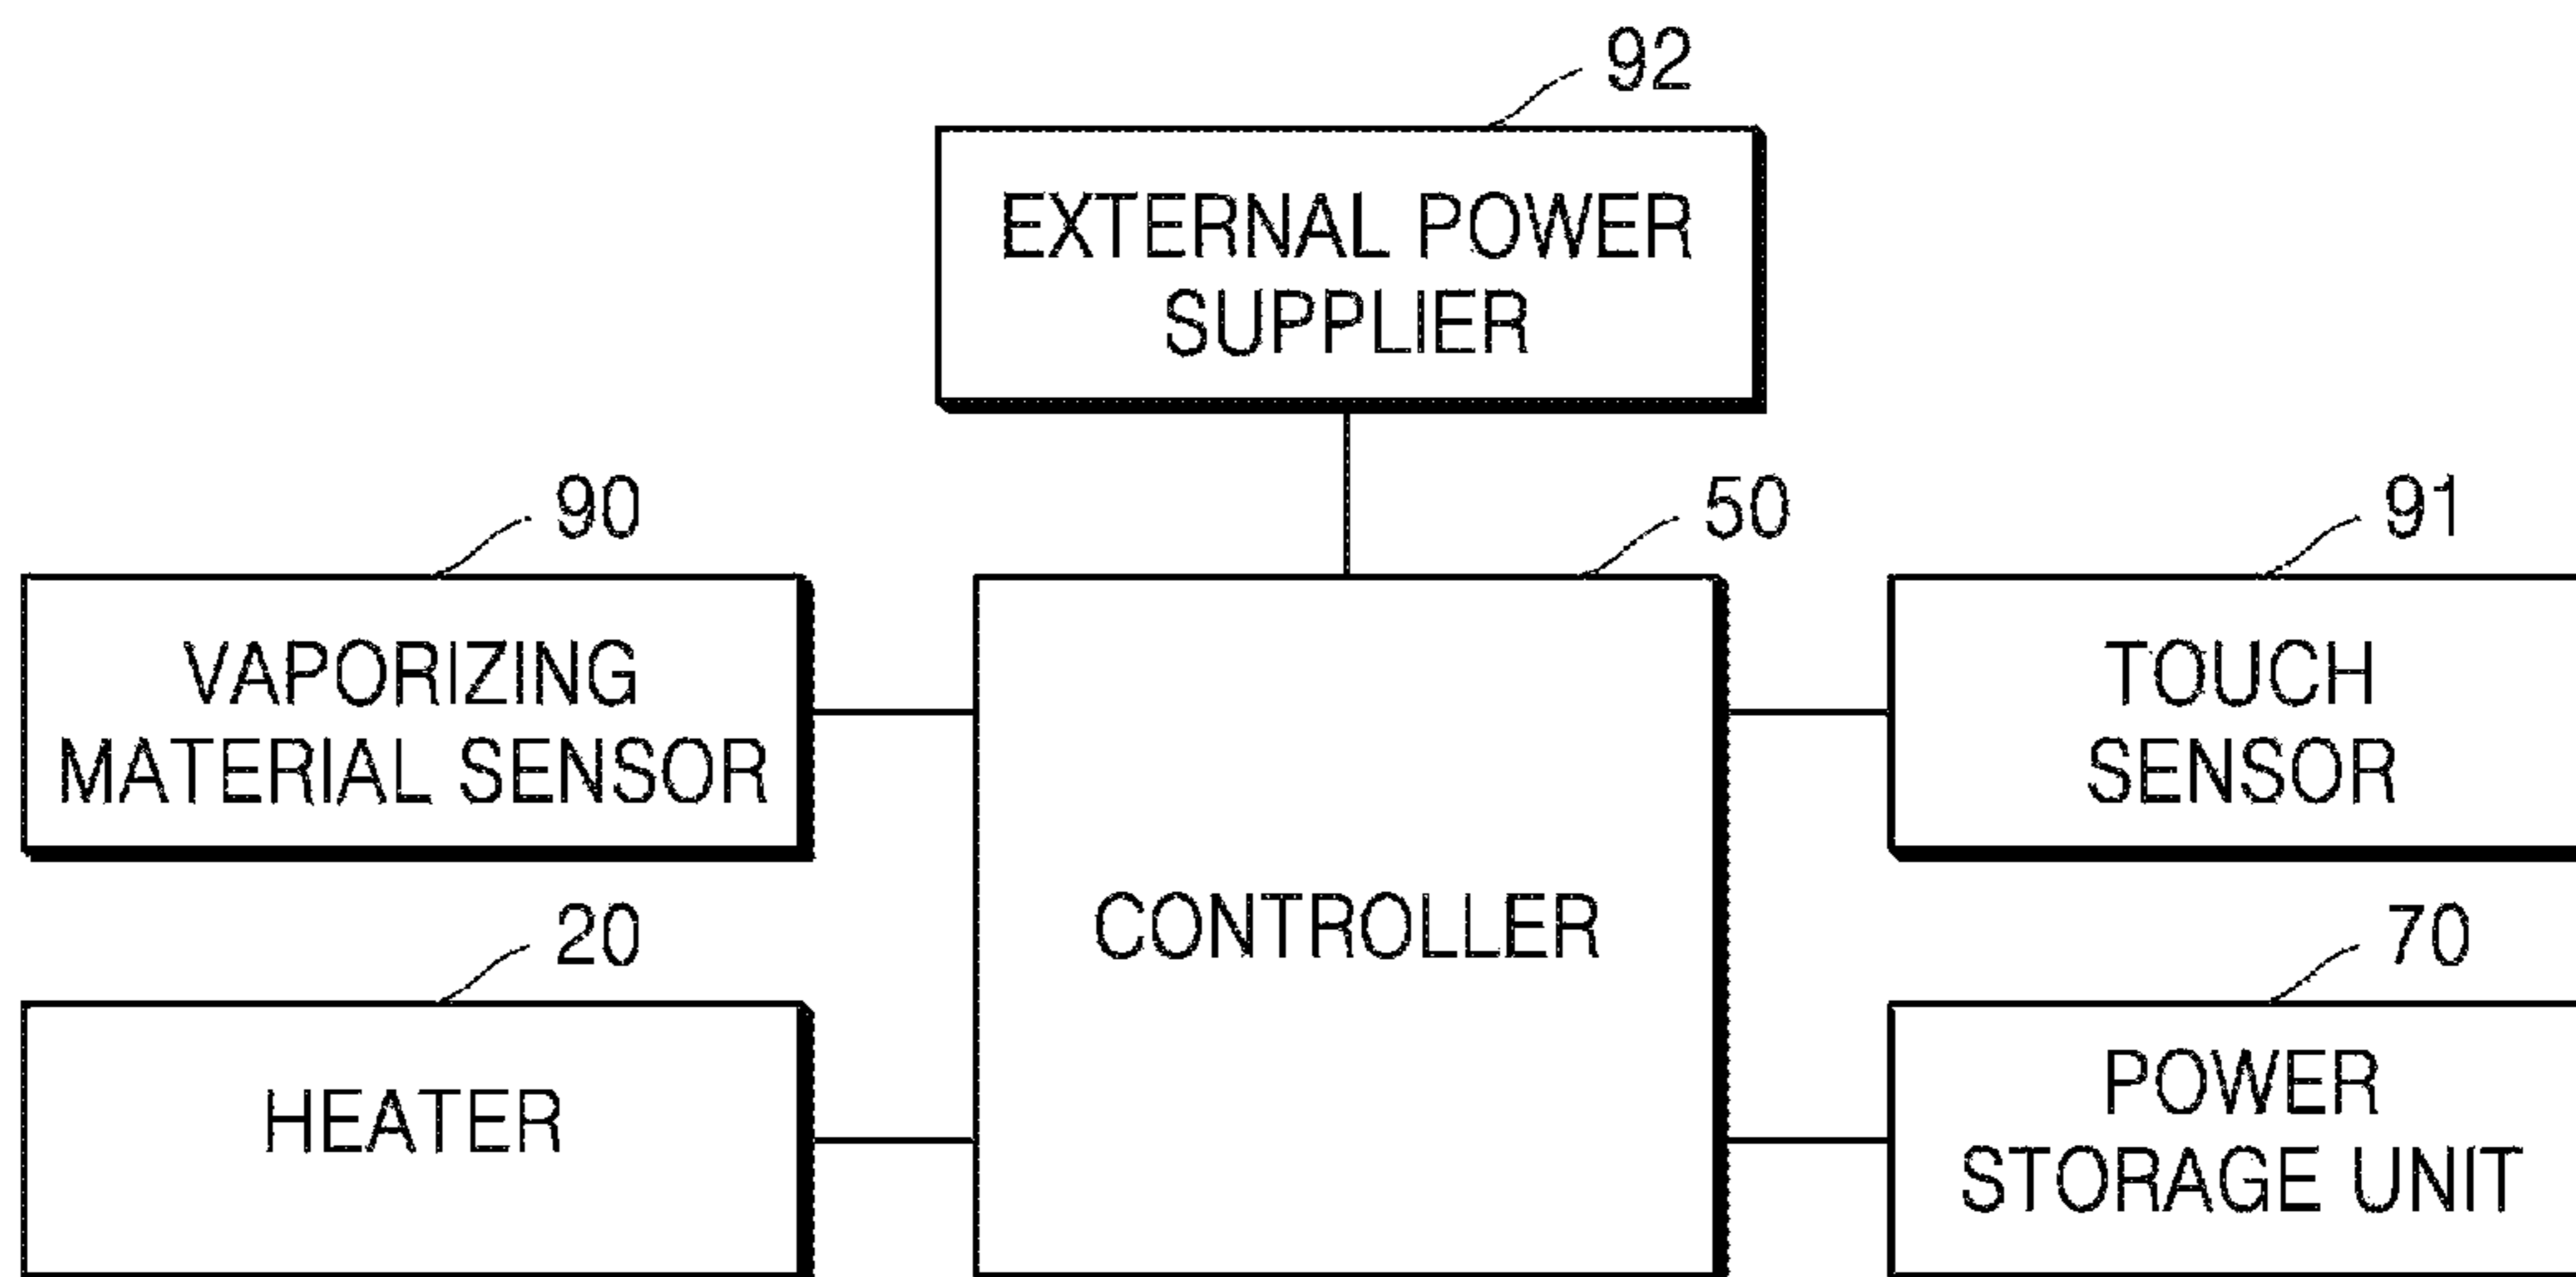 92
EXTERNAL POWER
SUPPLIER
90
50
91
VAPORIZING
MATERIAL SENSOR
TOUCH
SENSOR
CONTROLLER
20
70
HEATER
POWER
STORAGE UNIT